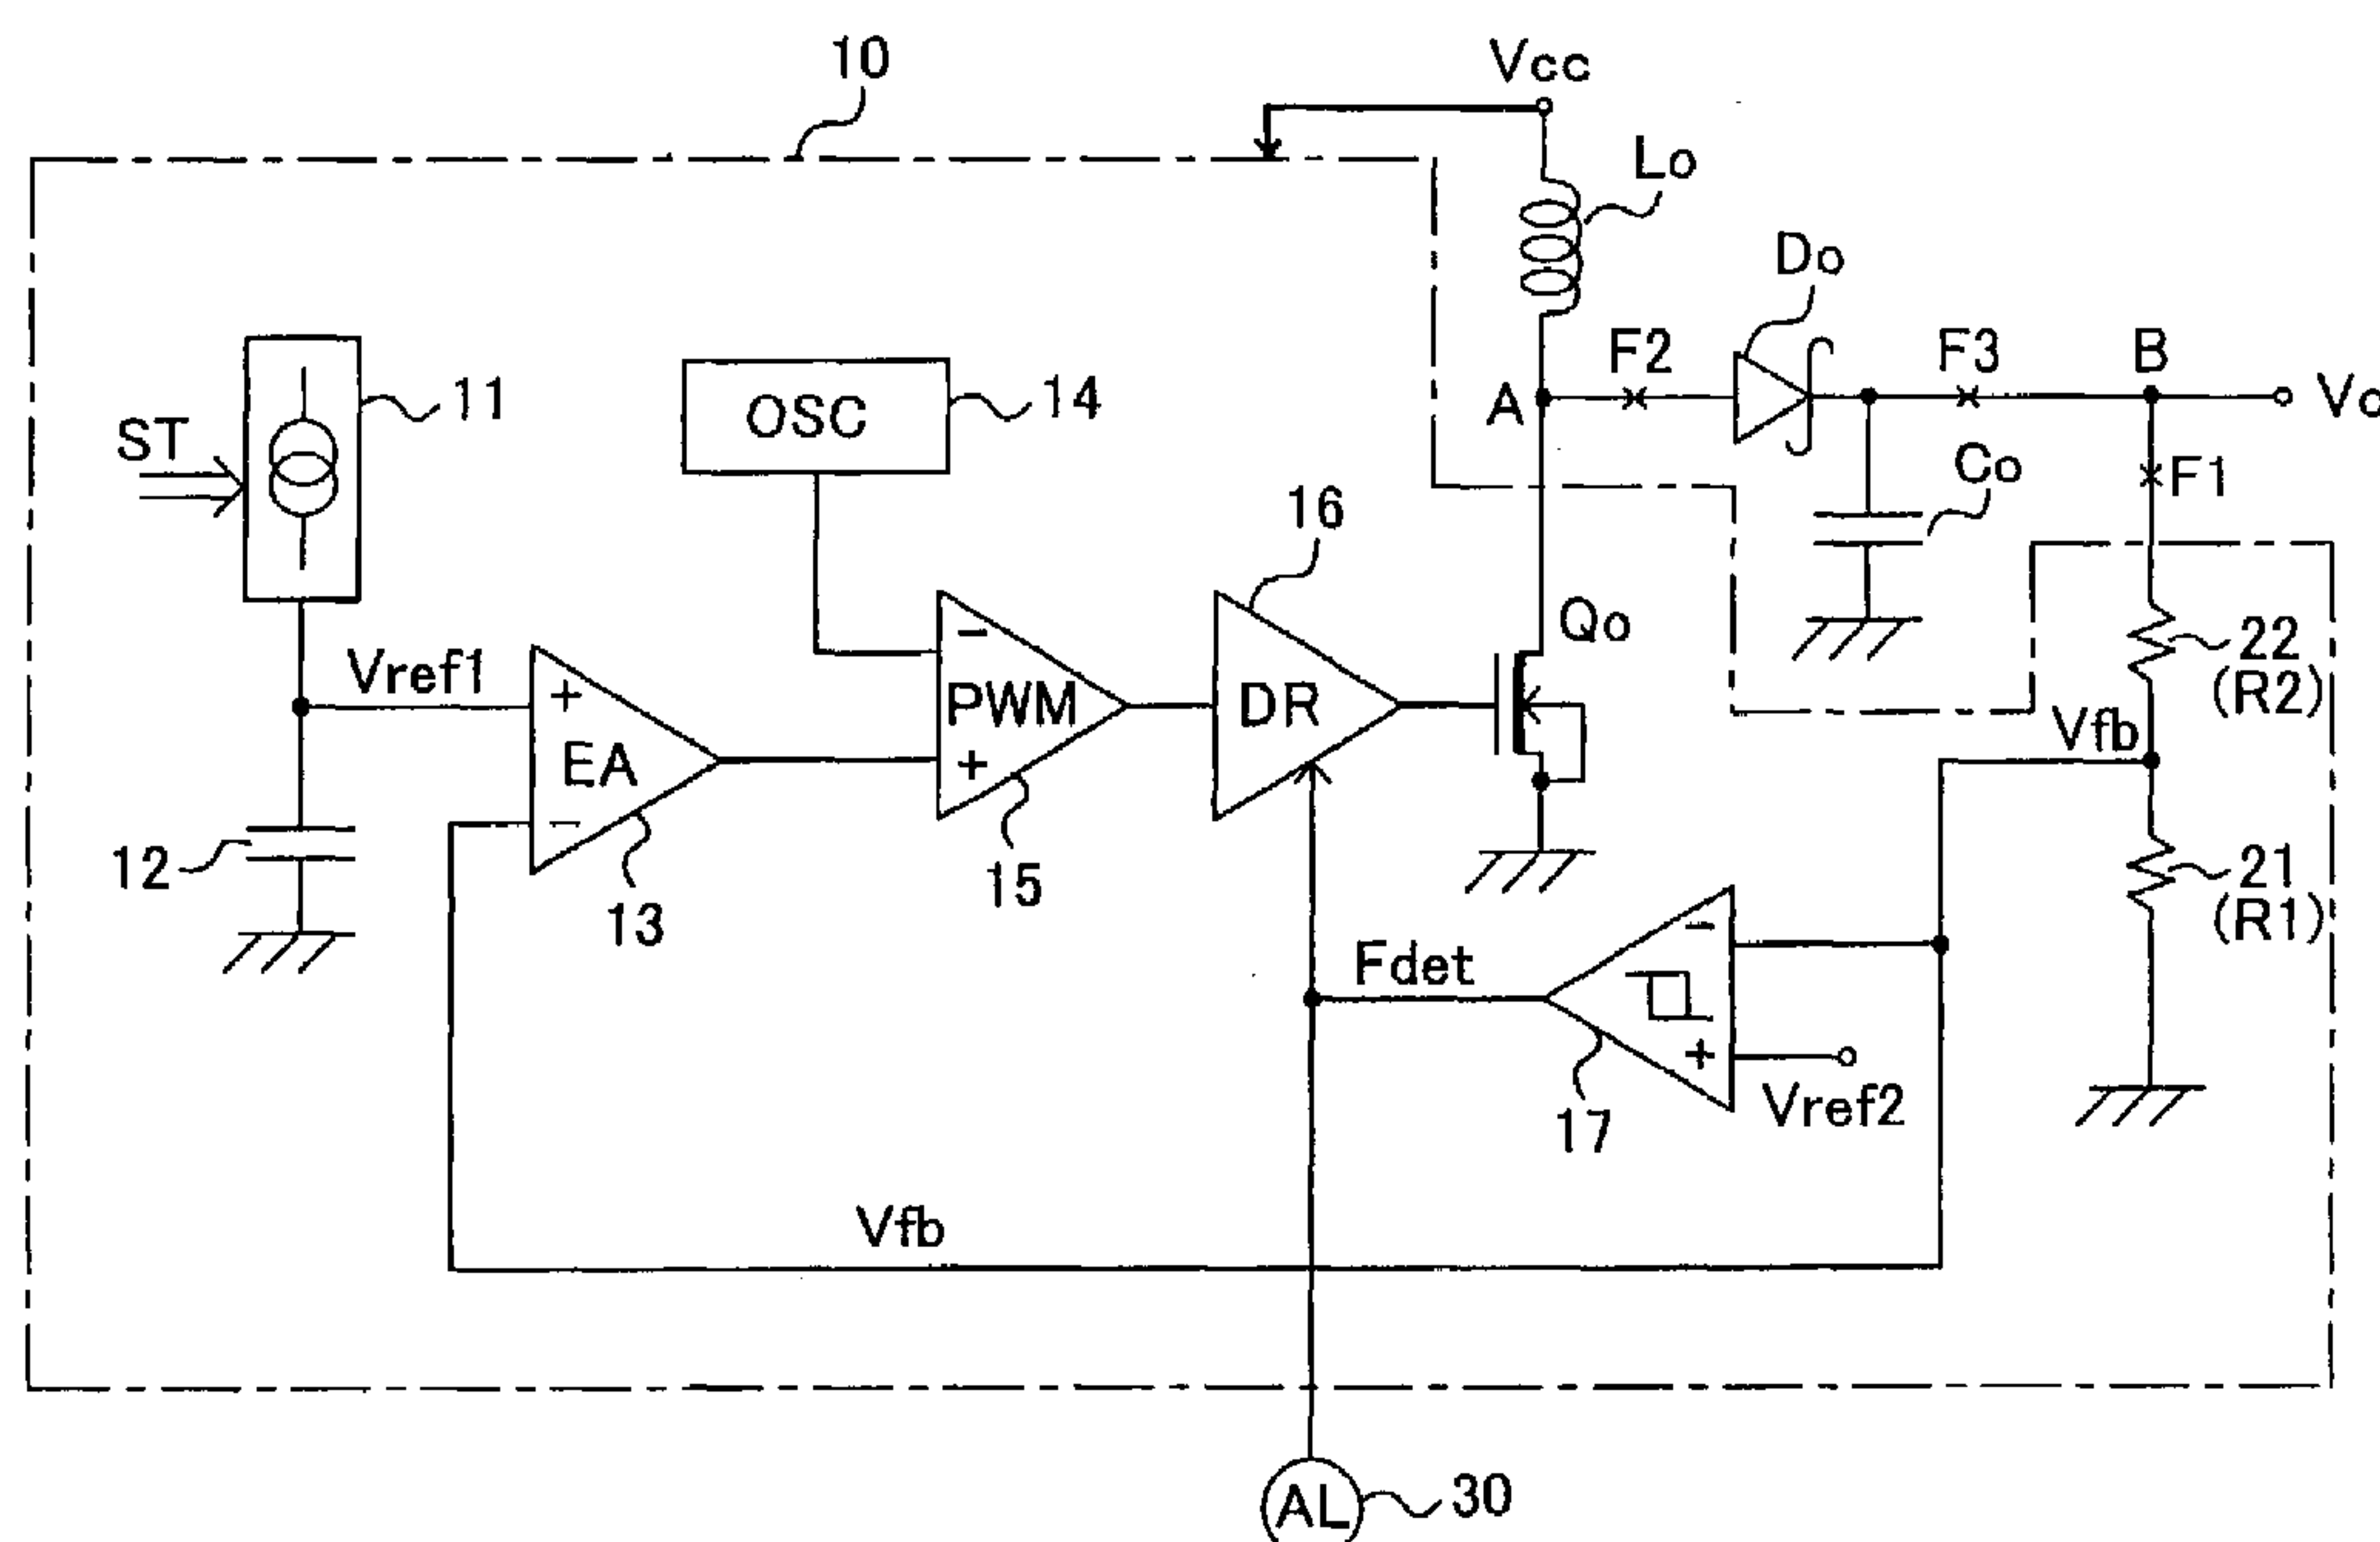 10
Vcc
Lo
Do
11
14
F2
F3
B
Vo
ST
OSC
A
Co
F1
16
Qo
22
(R2)
Vref1
+
EA
−
PWM
+
DR
Vfb
12
13
15
21
(R1)
−
Fdet
−
+
Vref2
17
Vfb
AL
30